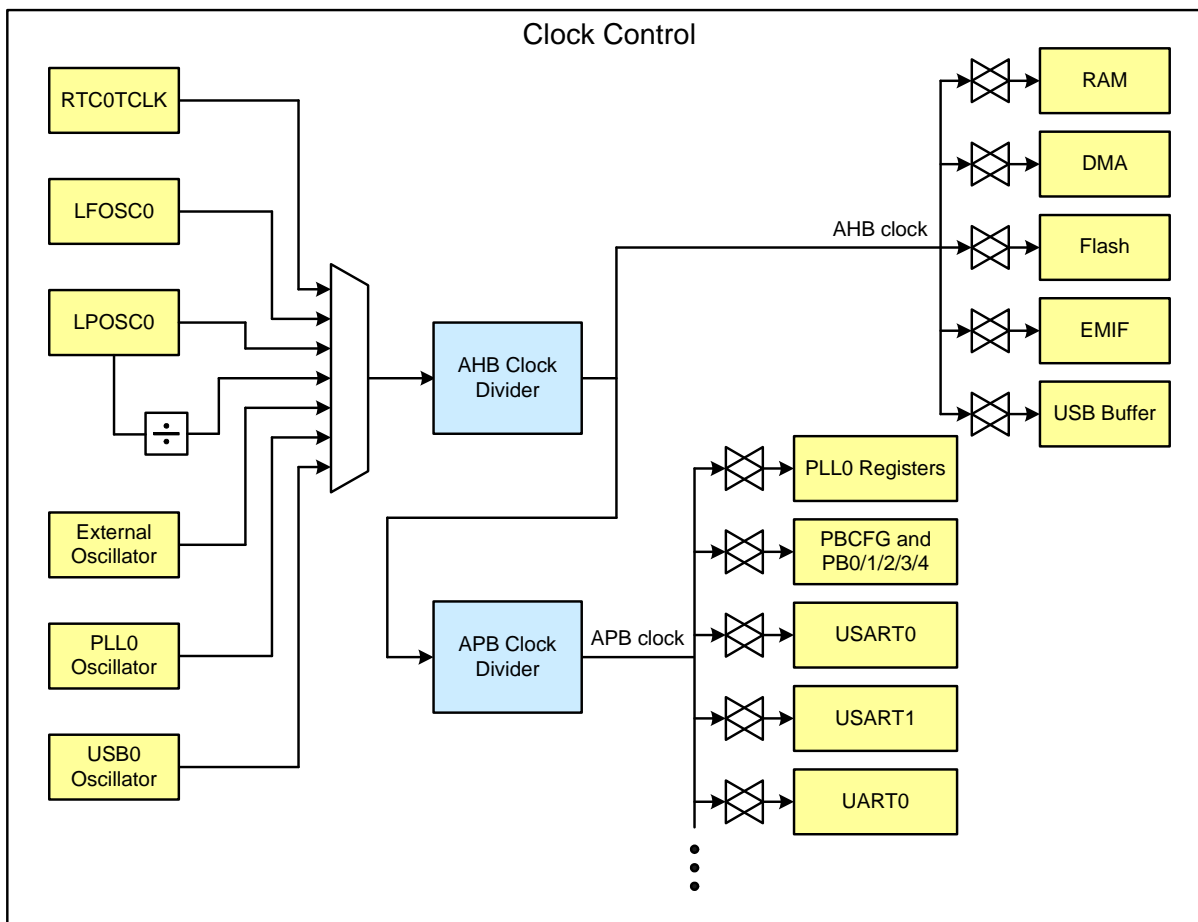 Clock Control
RTC0TCLK
LFOSC0
LPOSC0
÷
External
Oscillator
PLL0
Oscillator
USB0
Oscillator
AHB Clock
Divider
APB Clock
Divider
AHB clock
APB clock
RAM
DMA
Flash
EMIF
USB Buffer
PLL0 Registers
PBCFG and
PB0/1/2/3/4
USART0
USART1
UART0